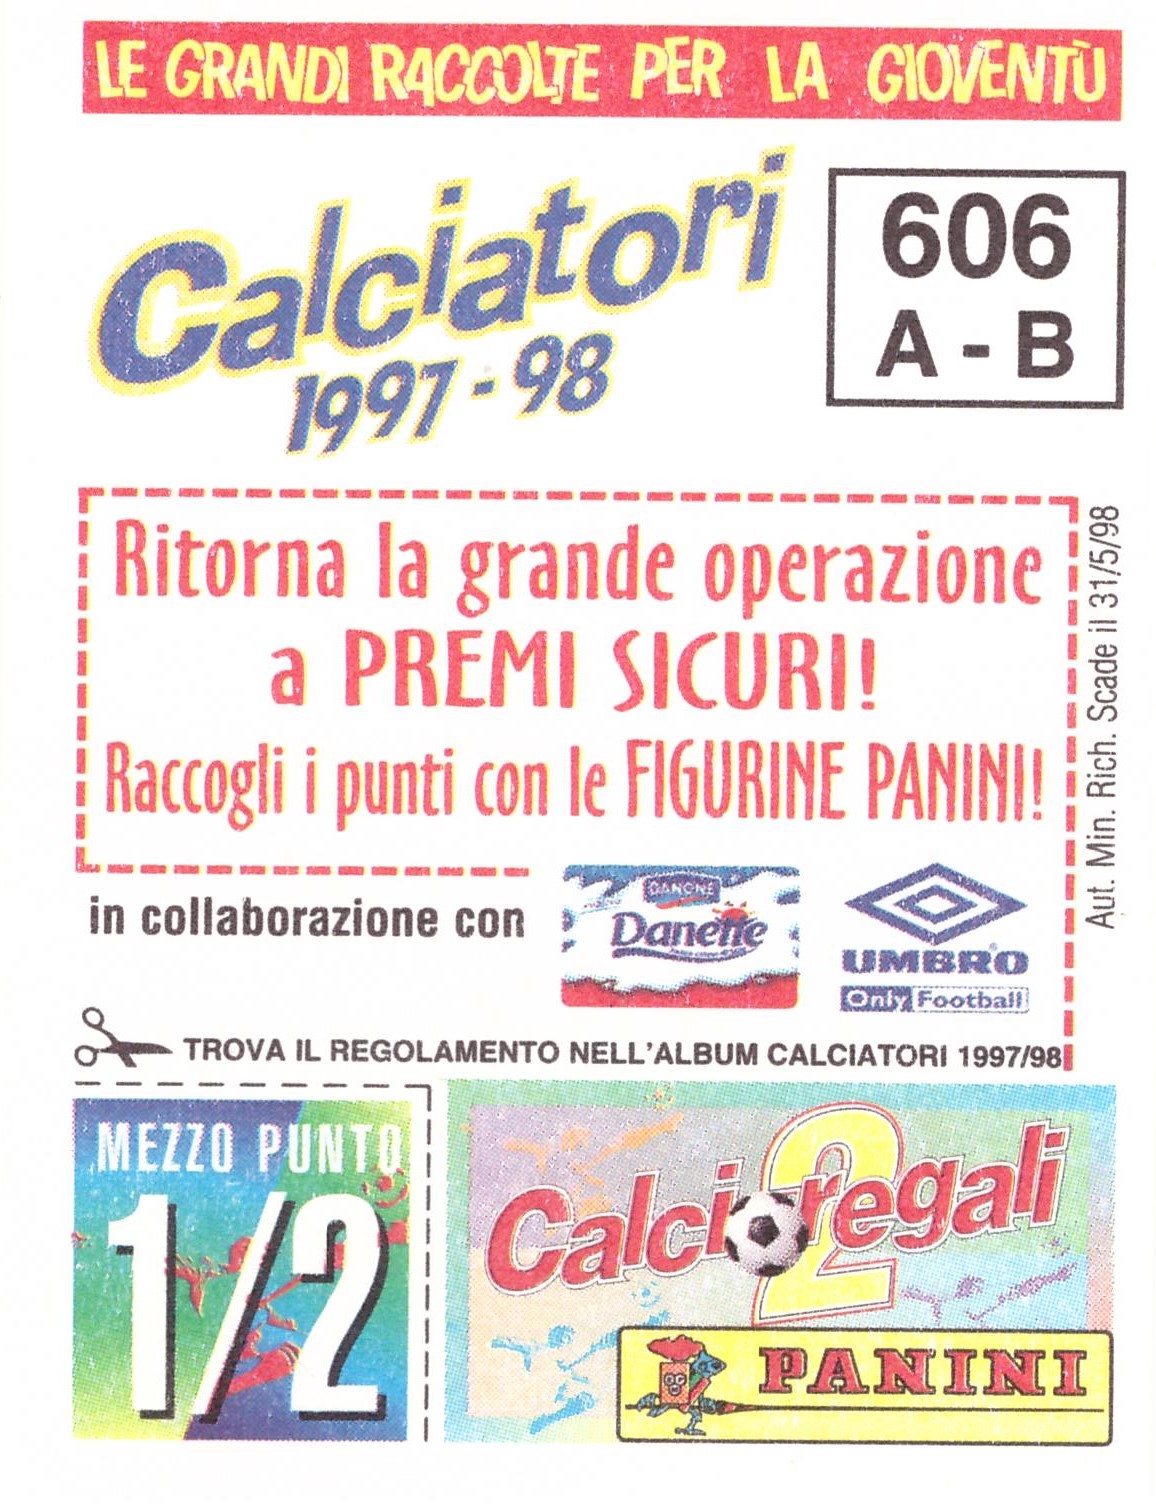 LE GRANDI RACCOLTE PER LA GIOVENTÙ
Calciatori
1997-98
606
A - B
Ritorna la grande operazione
a PREMI SICURI!
Raccogli i punti con le FIGURINE PANINI!
Aut. Min. Rich. Scade il 31/5/98
in collaborazione con
DANONE
Danette
UMBRO
Only Football
TROVA IL REGOLAMENTO NELL'ALBUM CALCIATORI 1997/98
MEZZO PUNTO
1/2
Calcioregali
2
PANINI